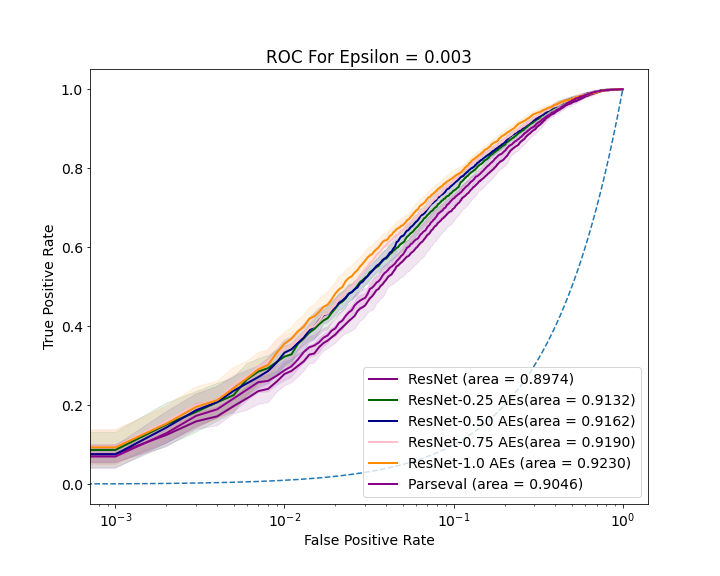 ROC For Epsilon = 0.003
True Positive Rate
1.0
0.8
0.6
0.4
0.2
0.0
ResNet (area = 0.8974)
ResNet-0.25 AEs(area = 0.9132)
ResNet-0.50 AEs(area = 0.9162)
ResNet-0.75 AEs(area = 0.9190)
ResNet-1.0 AEs (area = 0.9230)
Parseval (area = 0.9046)
10⁻³ 10⁻² 10⁻¹ 10⁰
False Positive Rate